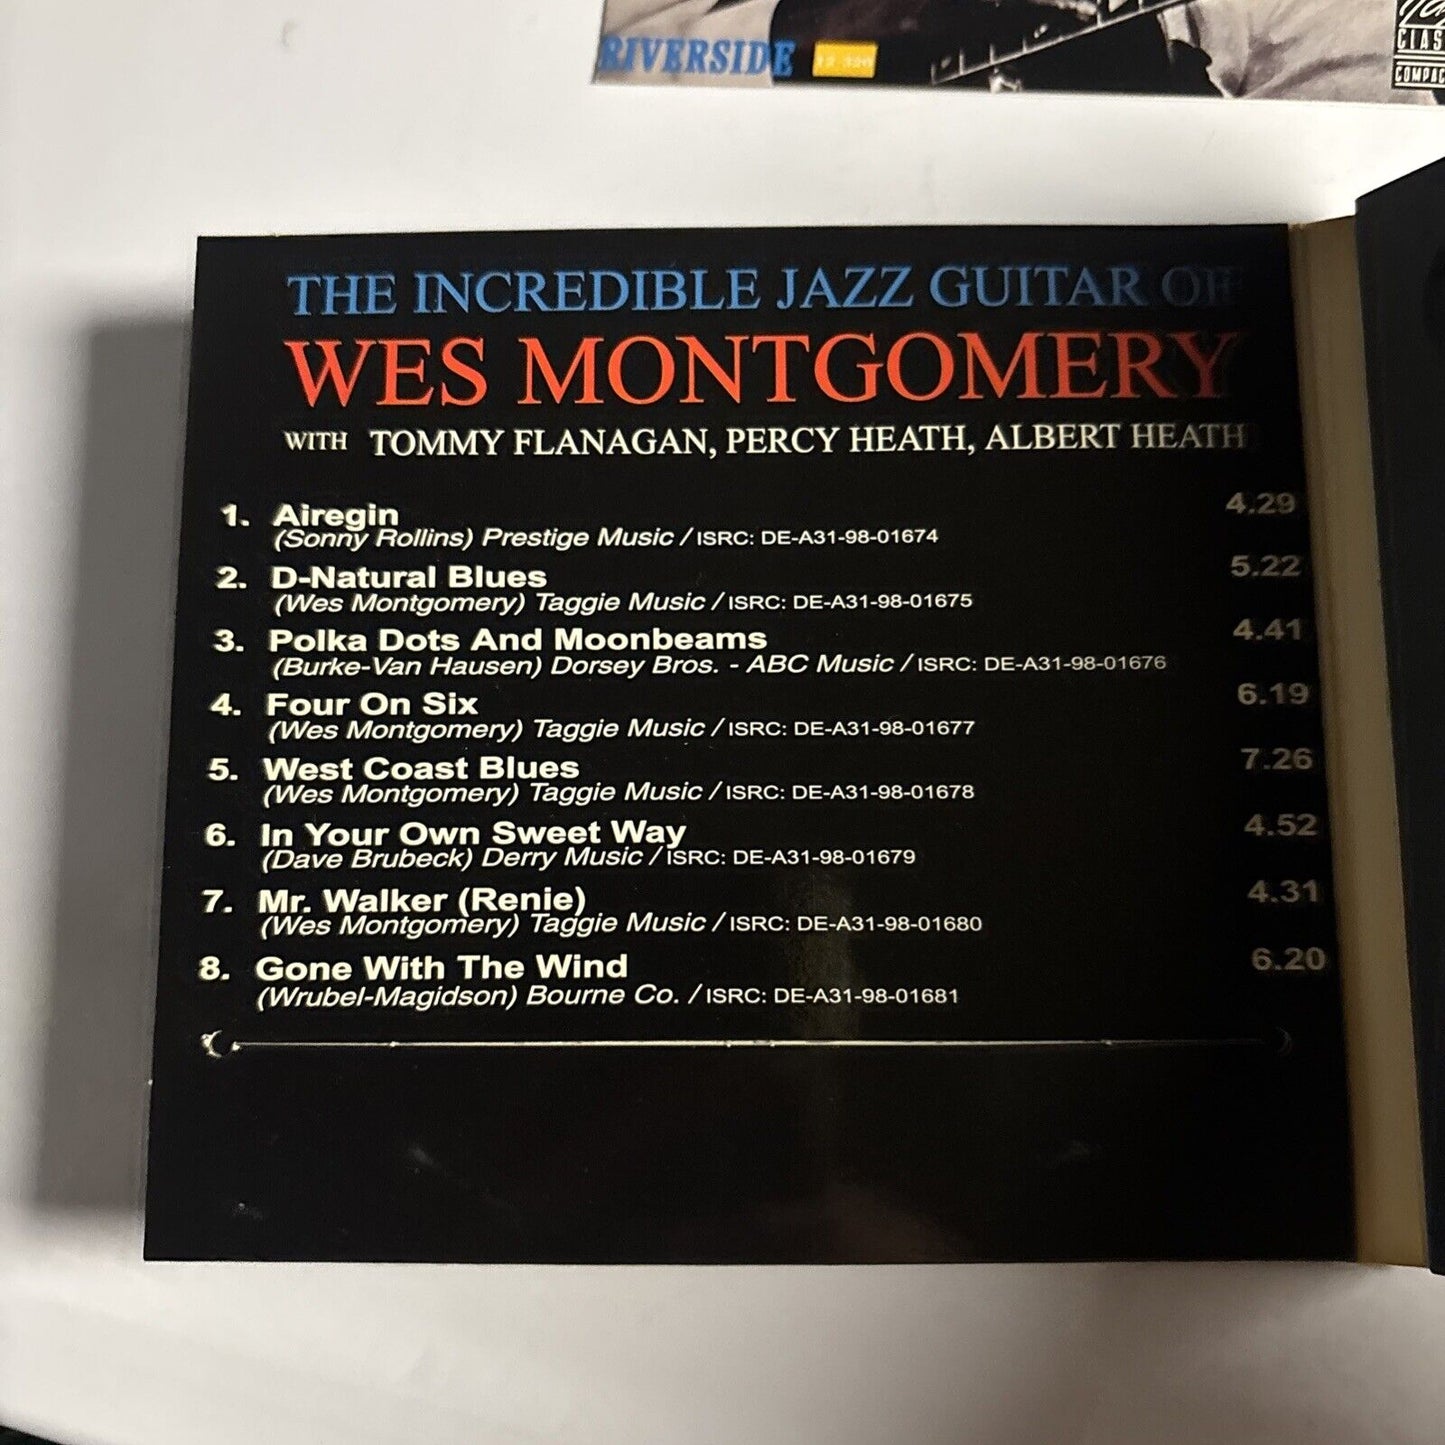 RIVERSIDE
COMPAC
THE INCREDIBLE JAZZ GUITAR OF
WES MONTGOMERY
WITH TOMMY FLANAGAN, PERCY HEATH, ALBERT HEATH
1. Airegin 4.29
(Sonny Rollins) Prestige Music / ISRC: DE-A31-98-01674
2. D-Natural Blues 5.22
(Wes Montgomery) Taggie Music / ISRC: DE-A31-98-01675
3. Polka Dots And Moonbeams 4.41
(Burke-Van Hausen) Dorsey Bros. - ABC Music / ISRC: DE-A31-98-01676
4. Four On Six 6.19
(Wes Montgomery) Taggie Music / ISRC: DE-A31-98-01677
5. West Coast Blues 7.26
(Wes Montgomery) Taggie Music / ISRC: DE-A31-98-01678
6. In Your Own Sweet Way 4.52
(Dave Brubeck) Derry Music / ISRC: DE-A31-98-01679
7. Mr. Walker (Renie) 4.31
(Wes Montgomery) Taggie Music / ISRC: DE-A31-98-01680
8. Gone With The Wind 6.20
(Wrubel-Magidson) Bourne Co. / ISRC: DE-A31-98-01681